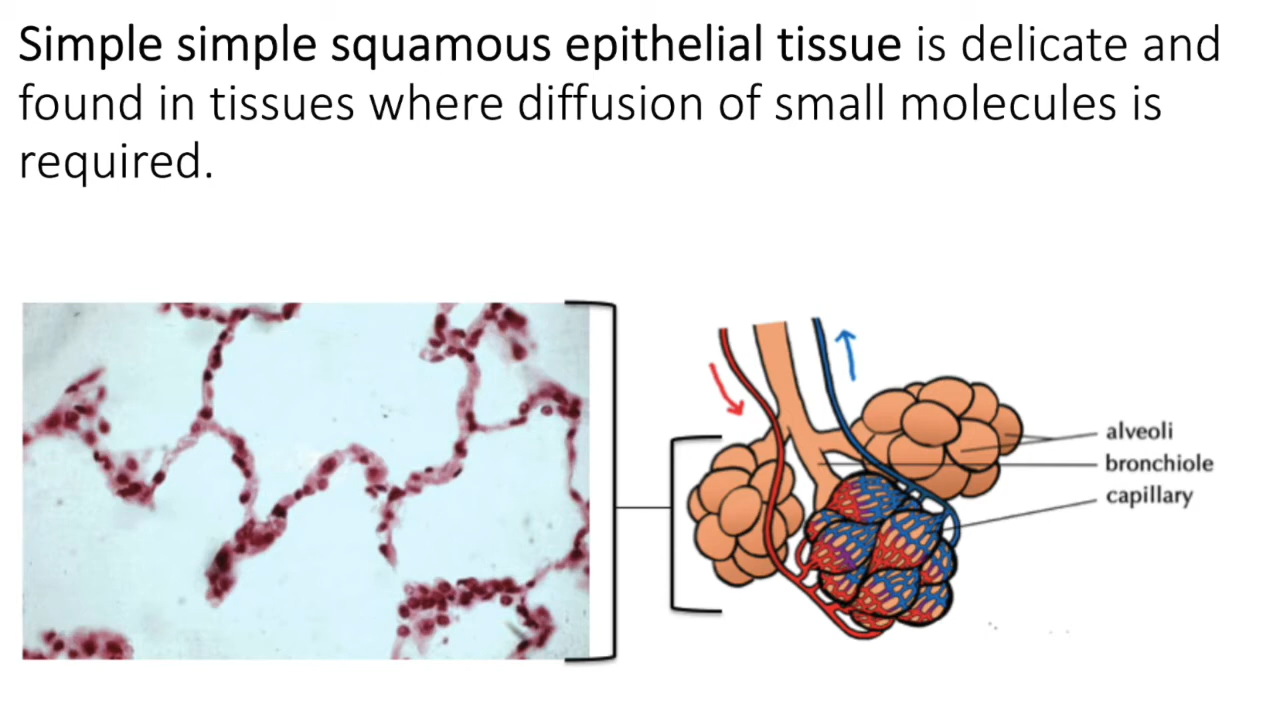 Simple simple squamous epithelial tissue is delicate and
found in tissues where diffusion of small molecules is
required.
alveoli
bronchiole
capillary